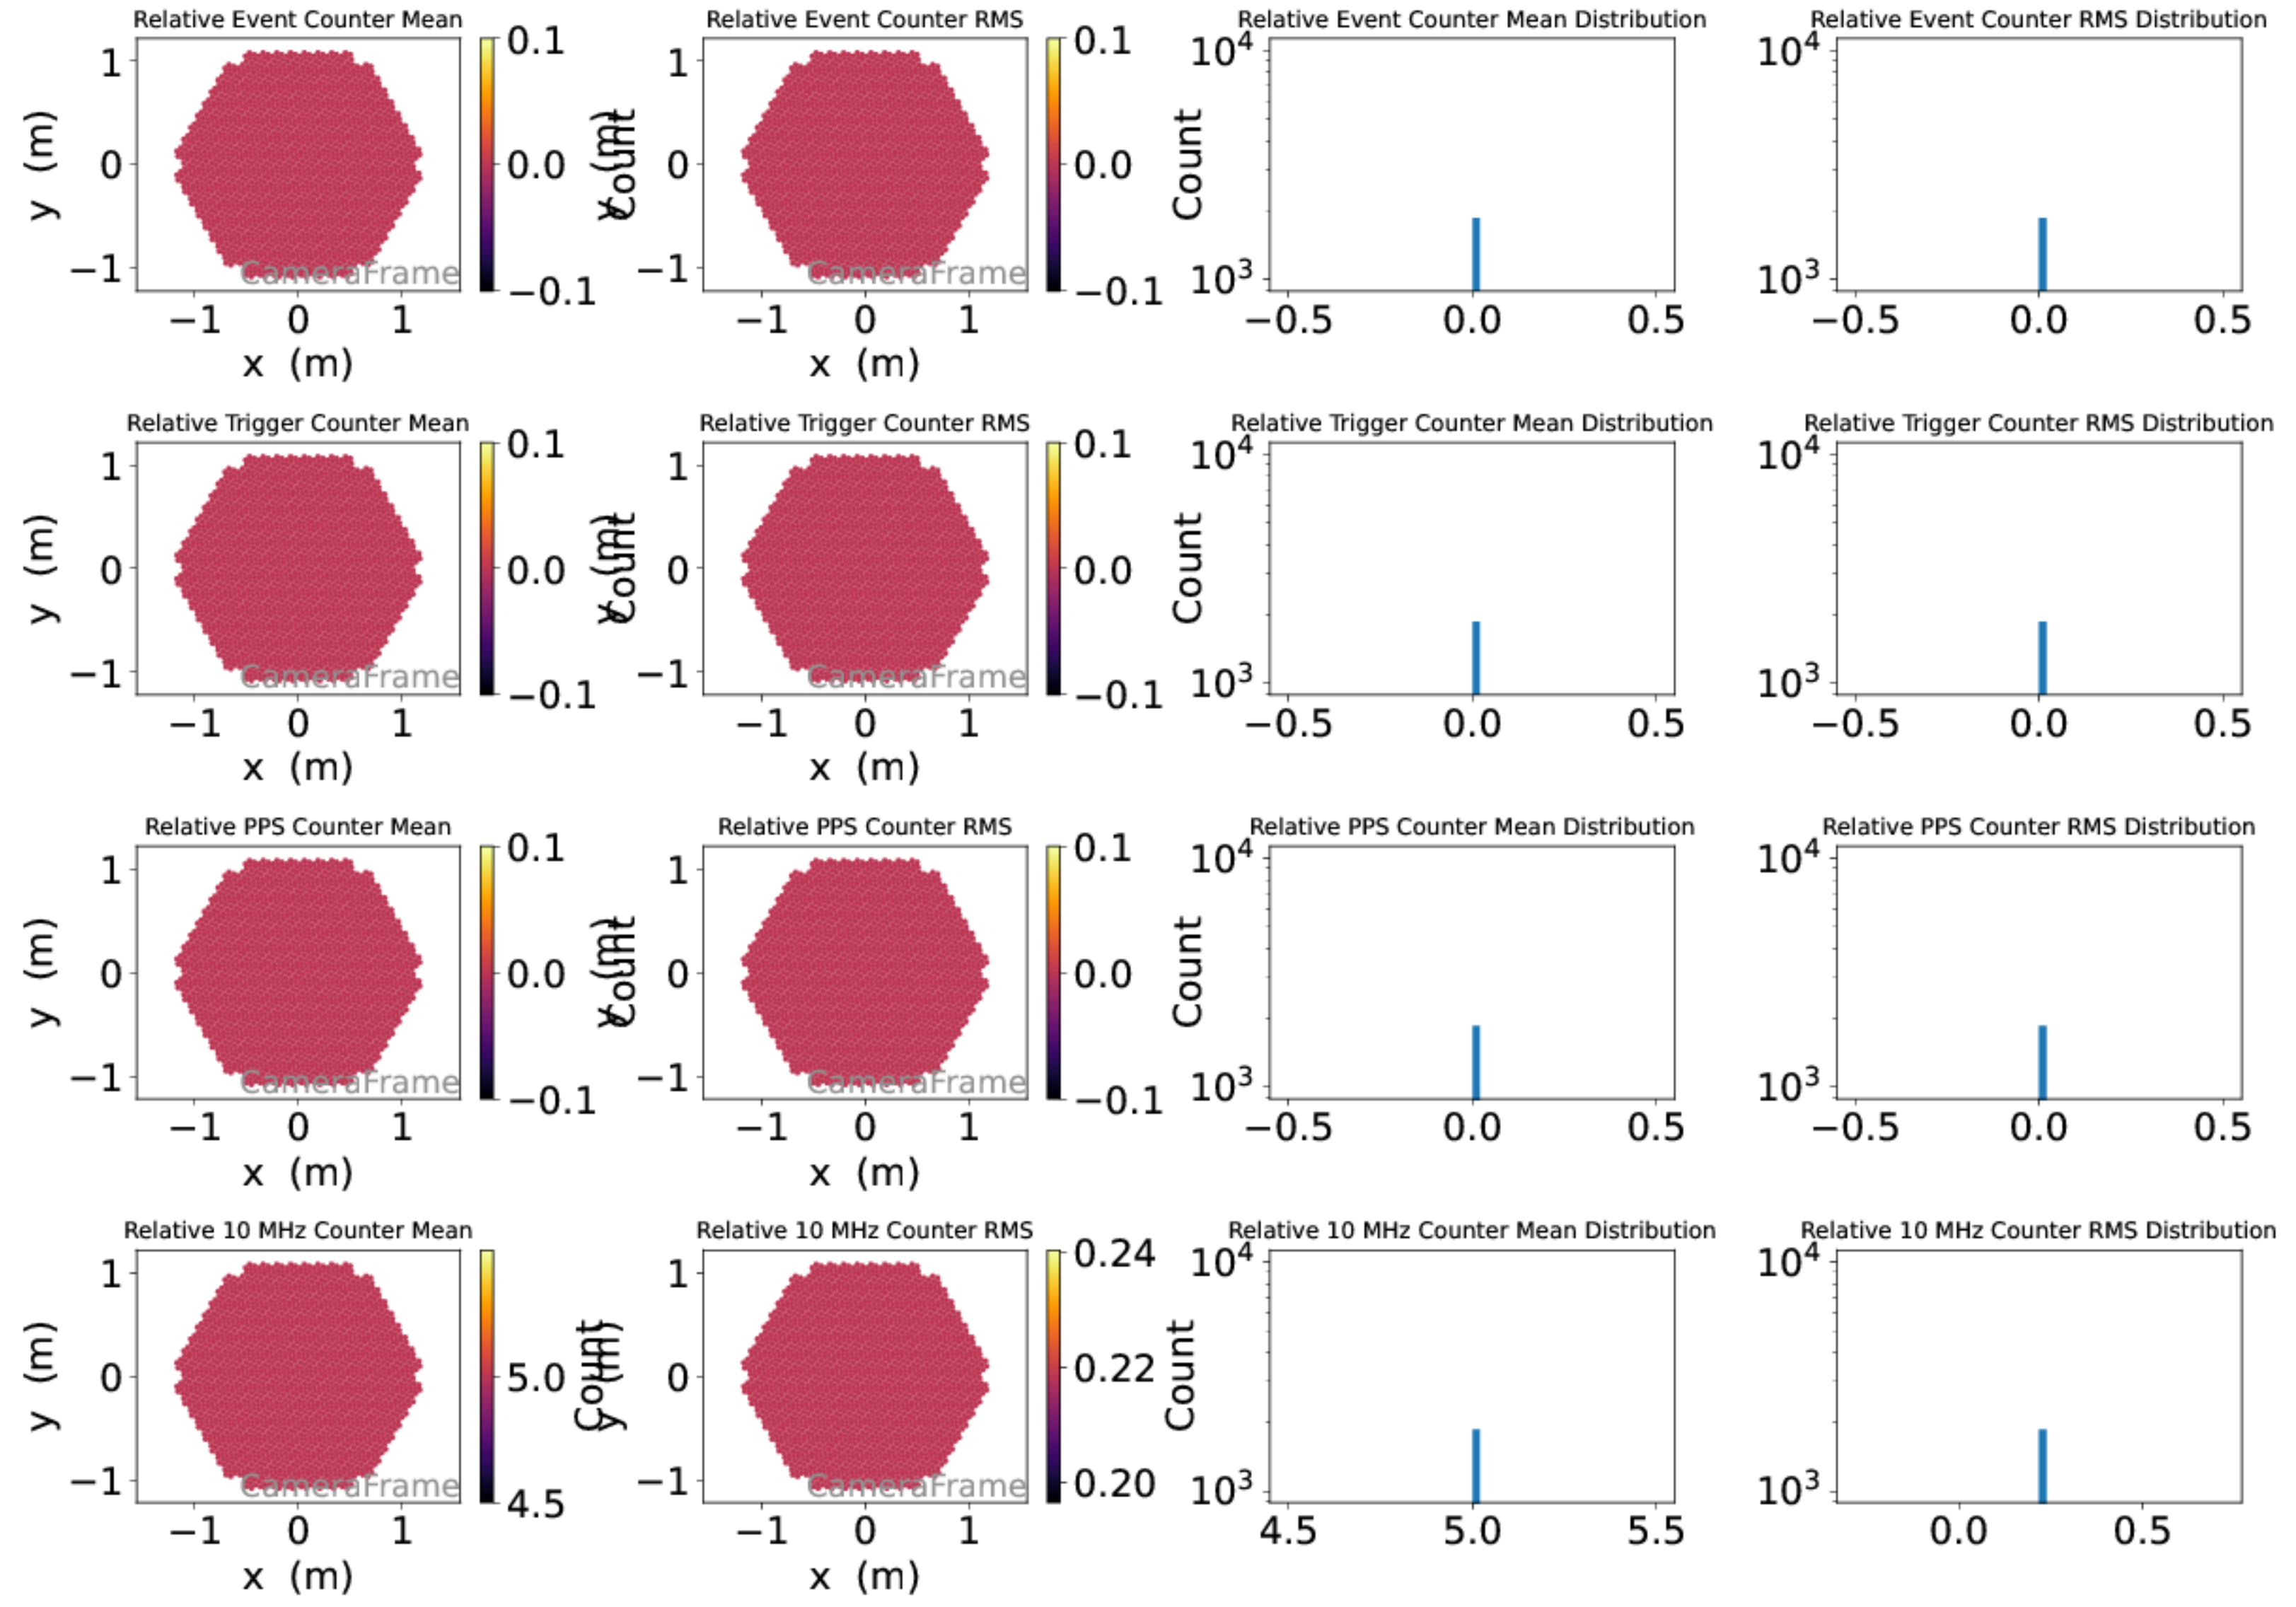 Relative Event Counter Mean
Relative Event Counter RMS
Relative Event Counter Mean Distribution
Relative Event Counter RMS Distribution
y (m)
1
0
−1
−1 0 1
x (m)
CameraFrame
0.1
0.0
−0.1
Count
y (m)
1
0
−1
−1 0 1
x (m)
CameraFrame
0.1
0.0
−0.1
Count
10^4
10^3
−0.5 0.0 0.5
10^4
10^3
−0.5 0.0 0.5
Relative Trigger Counter Mean
Relative Trigger Counter RMS
Relative Trigger Counter Mean Distribution
Relative Trigger Counter RMS Distribution
y (m)
1
0
−1
−1 0 1
x (m)
CameraFrame
0.1
0.0
−0.1
Count
y (m)
1
0
−1
−1 0 1
x (m)
CameraFrame
0.1
0.0
−0.1
Count
10^4
10^3
−0.5 0.0 0.5
10^4
10^3
−0.5 0.0 0.5
Relative PPS Counter Mean
Relative PPS Counter RMS
Relative PPS Counter Mean Distribution
Relative PPS Counter RMS Distribution
y (m)
1
0
−1
−1 0 1
x (m)
CameraFrame
0.1
0.0
−0.1
Count
y (m)
1
0
−1
−1 0 1
x (m)
CameraFrame
0.1
0.0
−0.1
Count
10^4
10^3
−0.5 0.0 0.5
10^4
10^3
−0.5 0.0 0.5
Relative 10 MHz Counter Mean
Relative 10 MHz Counter RMS
Relative 10 MHz Counter Mean Distribution
Relative 10 MHz Counter RMS Distribution
y (m)
1
0
−1
−1 0 1
x (m)
CameraFrame
5.0
4.5
Count
y (m)
1
0
−1
−1 0 1
x (m)
CameraFrame
0.24
0.22
0.20
Count
10^4
10^3
4.5 5.0 5.5
10^4
10^3
0.0 0.5